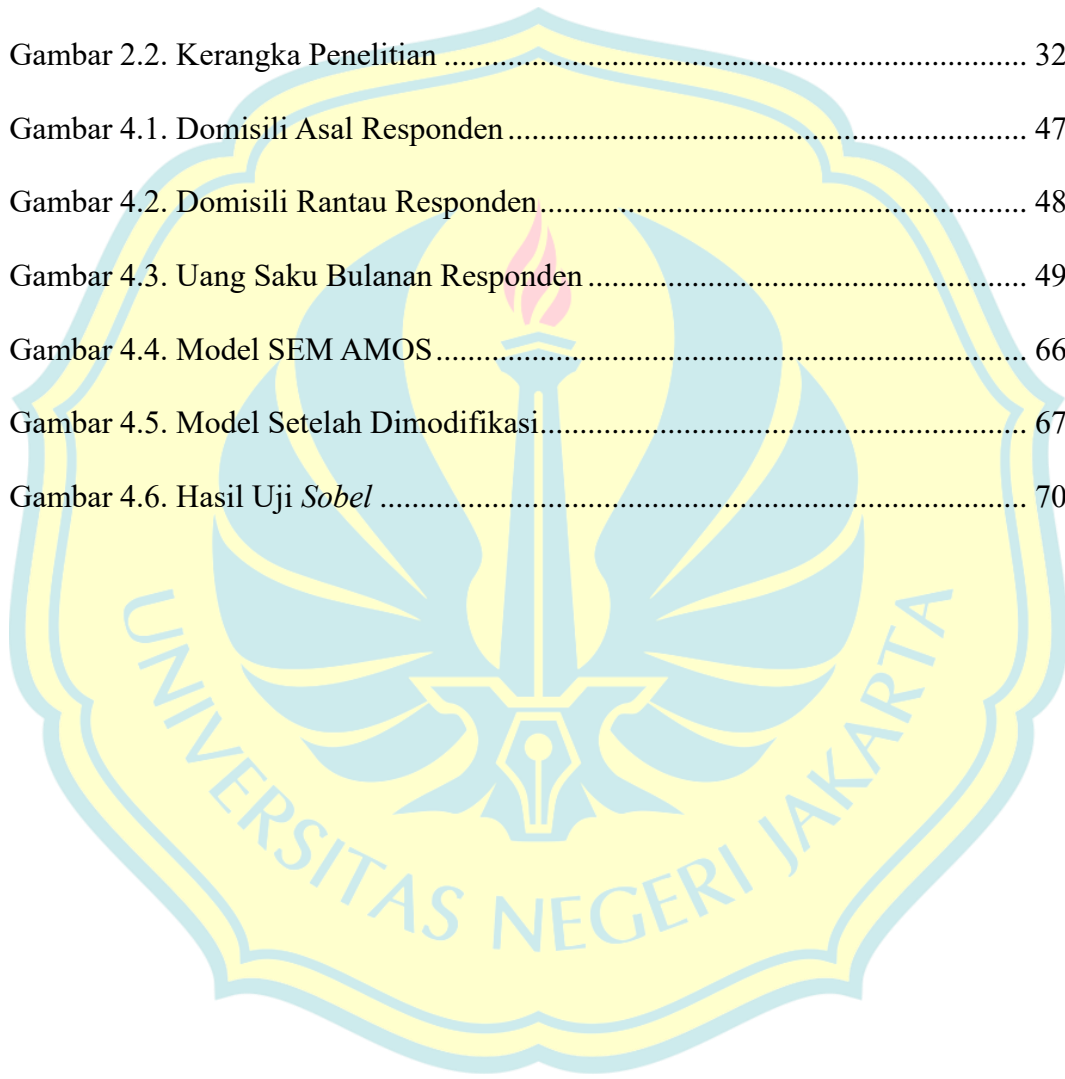 Gambar 2.2. Kerangka Penelitian ........................................................................... 32
Gambar 4.1. Domisili Asal Responden ................................................................... 47
Gambar 4.2. Domisili Rantau Responden............................................................... 48
Gambar 4.3. Uang Saku Bulanan Responden ......................................................... 49
Gambar 4.4. Model SEM AMOS............................................................................ 66
Gambar 4.5. Model Setelah Dimodifikasi............................................................... 67
Gambar 4.6. Hasil Uji Sobel ................................................................................... 70
UNIVERSITAS NEGERI JAKARTA